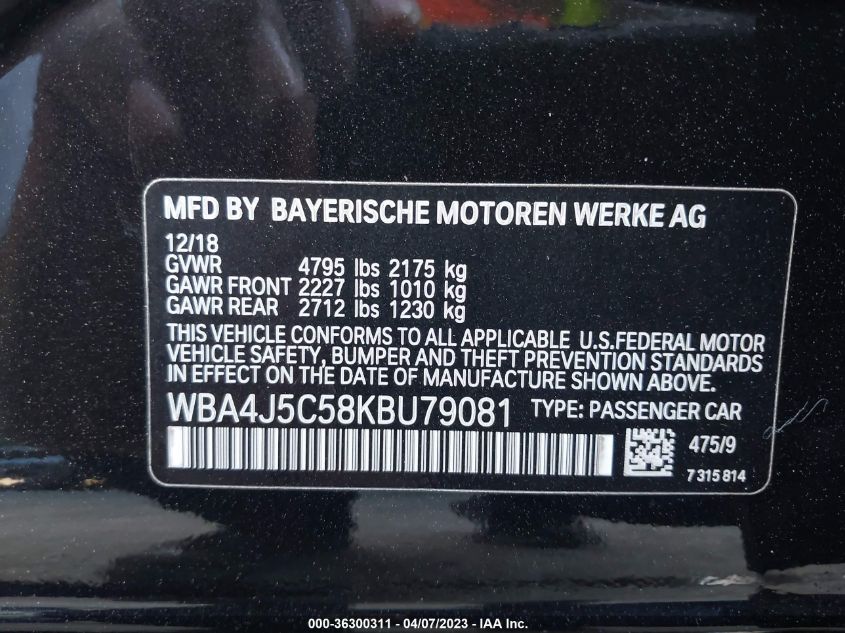 MFD BY BAYERISCHE MOTOREN WERKE AG
12/18
GVWR 4795 lbs 2175 kg
GAWR FRONT 2227 lbs 1010 kg
GAWR REAR 2712 lbs 1230 kg
THIS VEHICLE CONFORMS TO ALL APPLICABLE U.S.FEDERAL MOTOR
VEHICLE SAFETY, BUMPER AND THEFT PREVENTION STANDARDS
IN EFFECT ON THE DATE OF MANUFACTURE SHOWN ABOVE.
WBA4J5C58KBU79081 TYPE: PASSENGER CAR
475/9
7 315 814
000-36300311 - 04/07/2023 - IAA Inc.